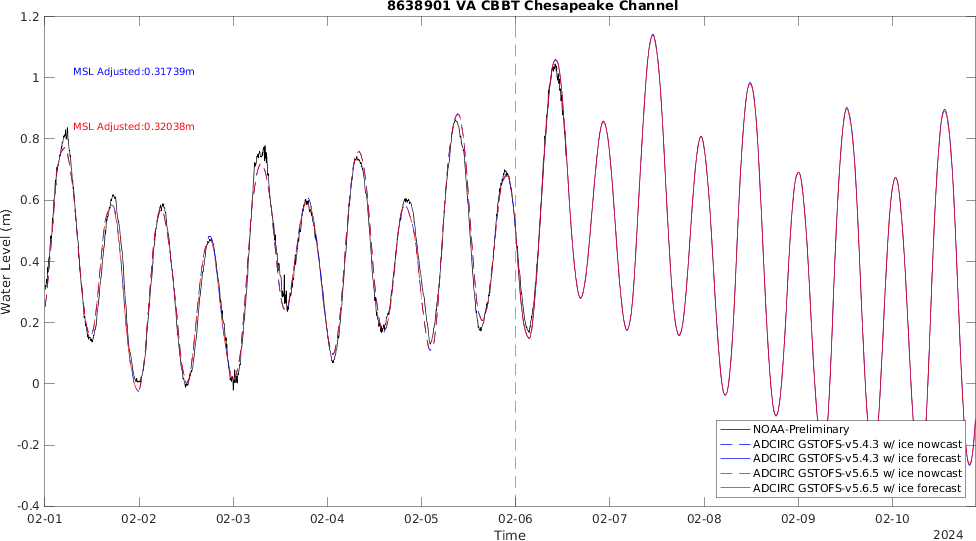 8638901 VA CBBT Chesapeake Channel
1.2
1
0.8
0.6
0.4
0.2
0
-0.2
-0.4
Water Level (m)
MSL Adjusted:0.31739m
MSL Adjusted:0.32038m
NOAA-Preliminary
ADCIRC GSTOFS-v5.4.3 w/ ice nowcast
ADCIRC GSTOFS-v5.4.3 w/ ice forecast
ADCIRC GSTOFS-v5.6.5 w/ ice nowcast
ADCIRC GSTOFS-v5.6.5 w/ ice forecast
02-01 02-02 02-03 02-04 02-05 02-06 02-07 02-08 02-09 02-10
Time
2024